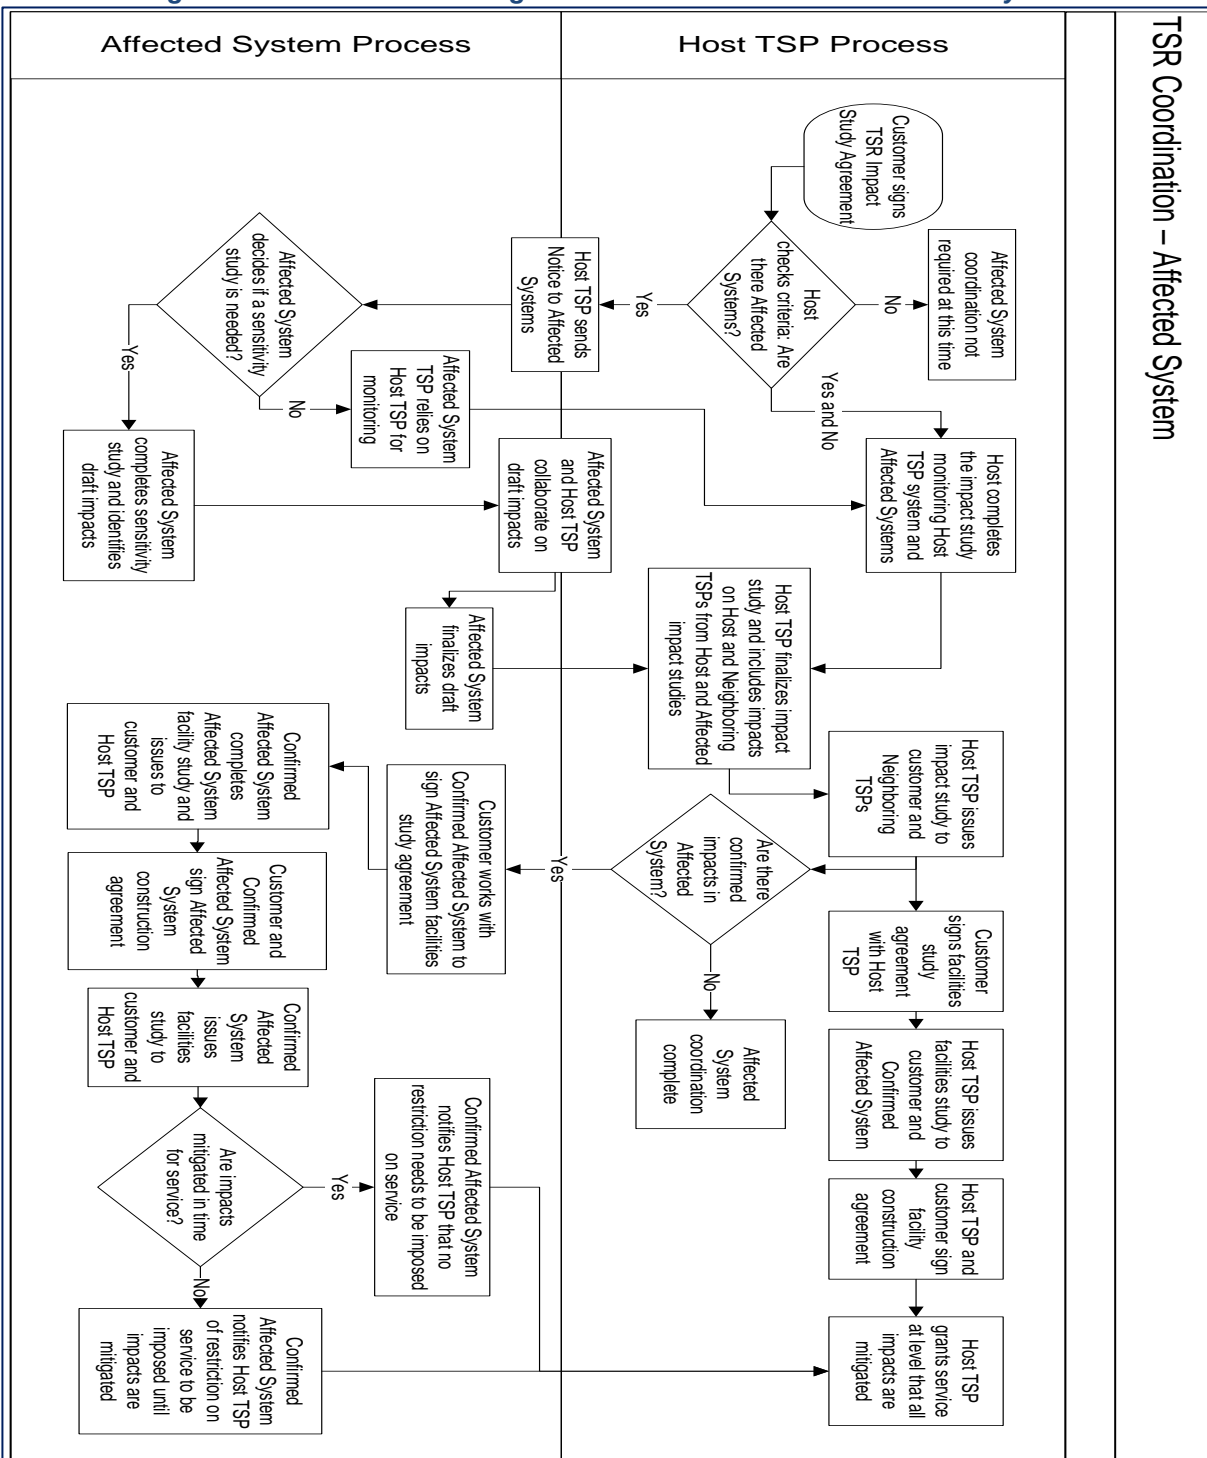 TSR Coordination – Affected System
Host TSP Process
Affected System Process
Customer signs
TSR Impact
Study Agreement
Affected System
coordination not
required at this time
Host
checks criteria: Are
there Affected
Systems?
No
Yes
Yes and No
Host TSP sends
Notice to Affected
Systems
Affected System
decides if a sensitivity
study is needed?
No
Yes
Affected System
TSP relies on
Host TSP for
monitoring
Affected System
completes sensitivity
study and identifies
draft impacts
Host completes
the impact study
monitoring Host
TSP system and
Affected Systems
Affected System
and Host TSP
collaborate on
draft impacts
Affected System
finalizes draft
impacts
Host TSP finalizes impact
study and includes impacts
on Host and Neighboring
TSPs from Host and Affected
impact studies
Host TSP issues
impact study to
customer and
Neighboring
TSPs
Are there
confirmed
impacts in
Affected
System?
Yes
No
Affected
System
coordination
complete
Customer
signs facilities
study
agreement
with Host
TSP
Host TSP issues
facilities study to
customer and
Confirmed
Affected System
Host TSP and
customer sign
facility
construction
agreement
Host TSP
grants service
at level that all
impacts are
mitigated
Customer works with
Confirmed Affected System to
sign Affected System facilities
study agreement
Confirmed
Affected System
completes
Affected System
facility study and
issues to
customer and
Host TSP
Customer and
Confirmed
Affected System
sign Affected
System
construction
agreement
Confirmed
Affected
System
issues
facilities
study to
customer and
Host TSP
Are impacts
mitigated in time
for service?
Yes
No
Confirmed Affected System
notifies Host TSP that no
restriction needs to be imposed
on service
Confirmed
Affected System
notifies Host TSP
of restriction on
service to be
imposed until
impacts are
mitigated